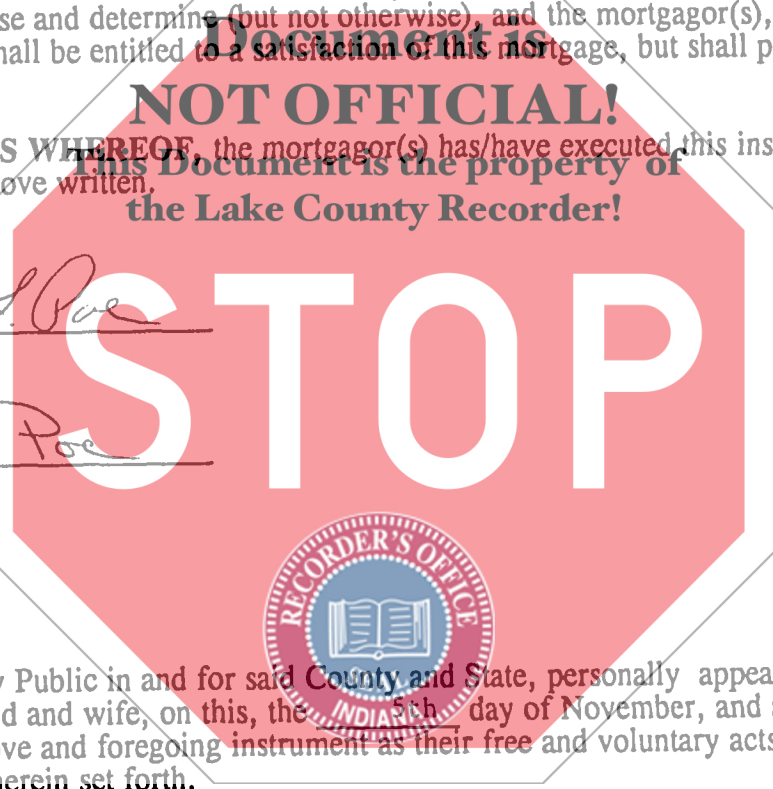 se and determine (but not otherwise), and the mortgagor(s),
Document is
hall be entitled to a satisfaction of this mortgage, but shall p
NOT OFFICIAL!
S WHEREOF, the mortgagor(s) has/have executed this ins
This Document is the property of
ove written.
the Lake County Recorder!
S. Poe
STOP
Poe
RECORDER'S OFFICE
y Public in and for said County and State, personally appea
d and wife, on this, the 5th day of November, and a
INDIANA
ove and foregoing instrument as their free and voluntary acts
herein set forth.